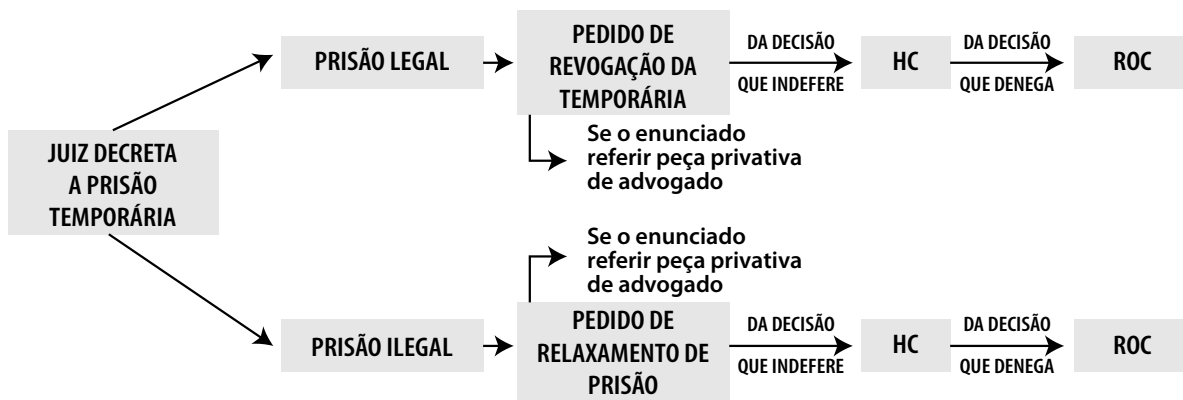 JUIZ DECRETA
A PRISÃO
TEMPORÁRIA
PRISÃO LEGAL
PEDIDO DE
REVOGAÇÃO DA
TEMPORÁRIA
DA DECISÃO
QUE INDEFERE
HC
DA DECISÃO
QUE DENEGA
ROC
Se o enunciado
referir peça privativa
de advogado
Se o enunciado
referir peça privativa
de advogado
PRISÃO ILEGAL
PEDIDO DE
RELAXAMENTO DE
PRISÃO
DA DECISÃO
QUE INDEFERE
HC
DA DECISÃO
QUE DENEGA
ROC